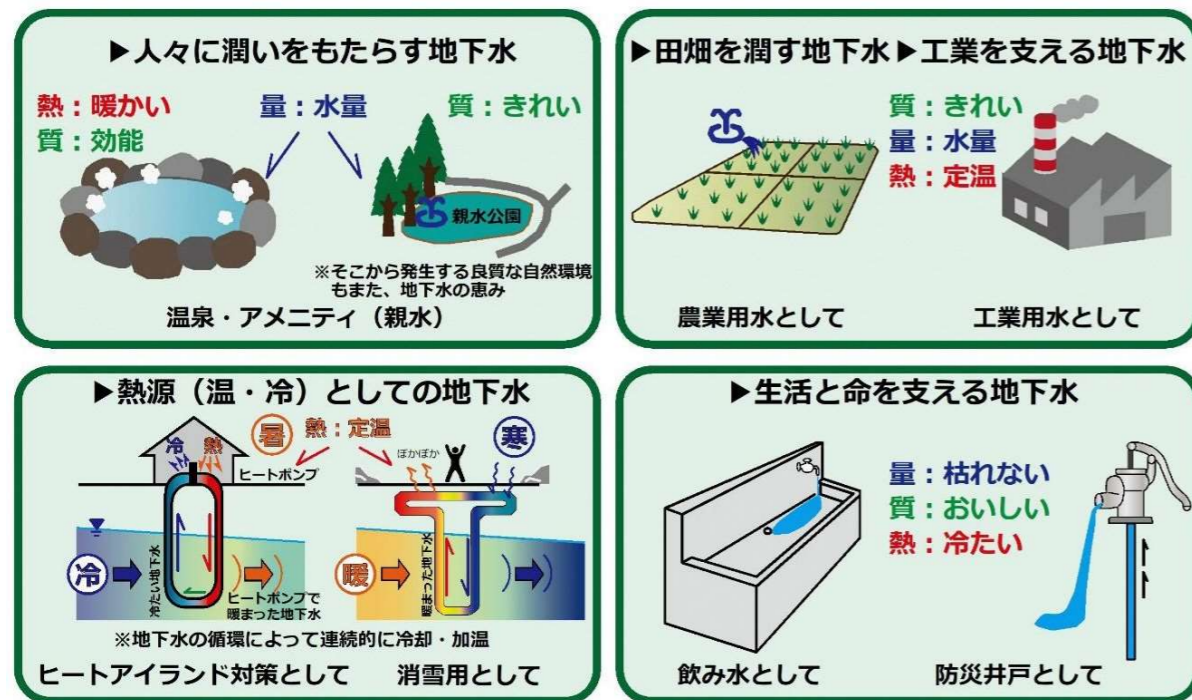 ▶人々に潤いをもたらす地下水
熱：暖かい
質：効能
量：水量
質：きれい
親水公園
※そこから発生する良質な自然環境
もまた、地下水の恵み
温泉・アメニティ（親水）
▶田畑を潤す地下水
▶工業を支える地下水
質：きれい
量：水量
熱：定温
農業用水として
工業用水として
▶熱源（温・冷）としての地下水
冷
熱
暑
熱：定温
ヒートポンプ
ぽかぽか
寒
冷
冷たい地下水
ヒートポンプで
暖まった地下水
暖
暖まった地下水
※地下水の循環によって連続的に冷却・加温
ヒートアイランド対策として
消雪用として
▶生活と命を支える地下水
量：枯れない
質：おいしい
熱：冷たい
飲み水として
防災井戸として